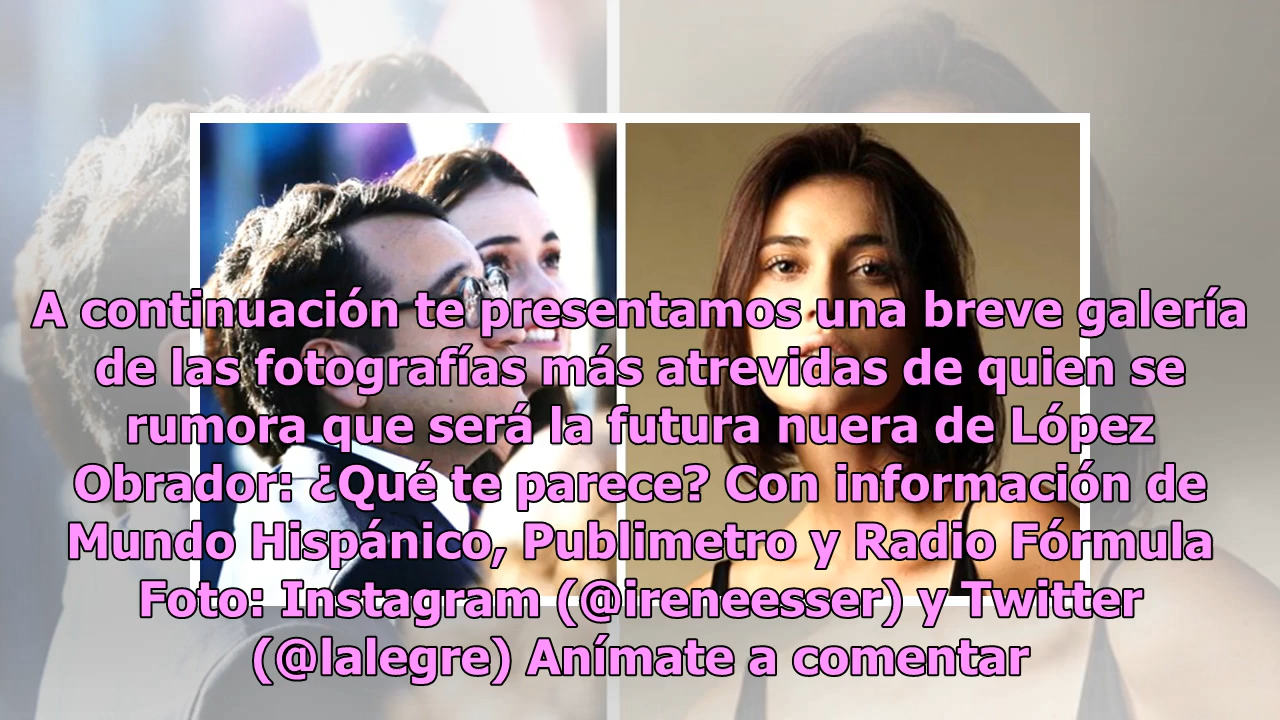 A continuación te presentamos una breve galería
de las fotografías más atrevidas de quien se
rumora que será la futura nuera de López
Obrador: ¿Qué te parece? Con información de
Mundo Hispánico, Publimetro y Radio Fórmula
Foto: Instagram (@ireneesser) y Twitter
(@lalegre) Anímate a comentar